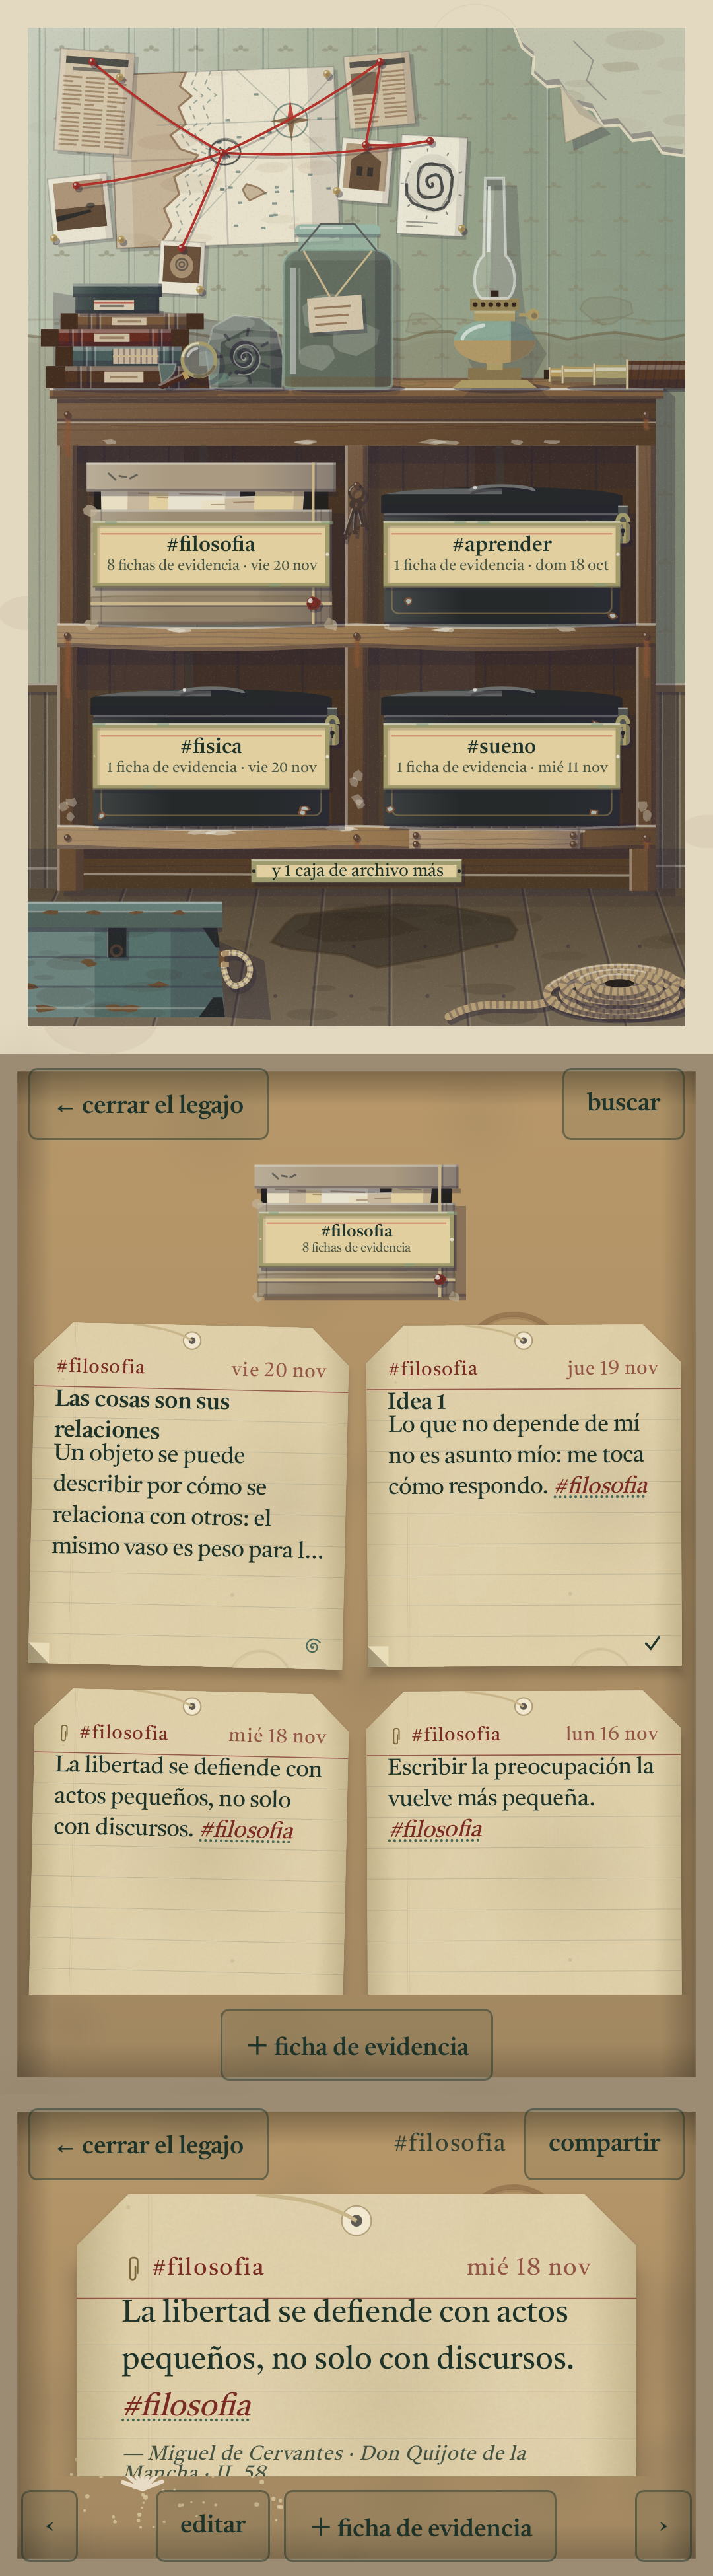 #filosofia
8 fichas de evidencia · vie 20 nov
#aprender
1 ficha de evidencia · dom 18 oct
#fisica
1 ficha de evidencia · vie 20 nov
#sueno
1 ficha de evidencia · mié 11 nov
y 1 caja de archivo más
← cerrar el legajo
buscar
#filosofia
8 fichas de evidencia
#filosofia
vie 20 nov
Las cosas son sus
relaciones
Un objeto se puede
describir por cómo se
relaciona con otros: el
mismo vaso es peso para l...
#filosofia
jue 19 nov
Idea 1
Lo que no depende de mí
no es asunto mío: me toca
cómo respondo. #filosofia
#filosofia
mié 18 nov
La libertad se defiende con
actos pequeños, no solo
con discursos. #filosofia
#filosofia
lun 16 nov
Escribir la preocupación la
vuelve más pequeña.
#filosofia
+ ficha de evidencia
← cerrar el legajo
#filosofia
compartir
#filosofia
mié 18 nov
La libertad se defiende con actos
pequeños, no solo con discursos.
#filosofia
— Miguel de Cervantes · Don Quijote de la
Mancha · II, 58
‹
editar
+ ficha de evidencia
›